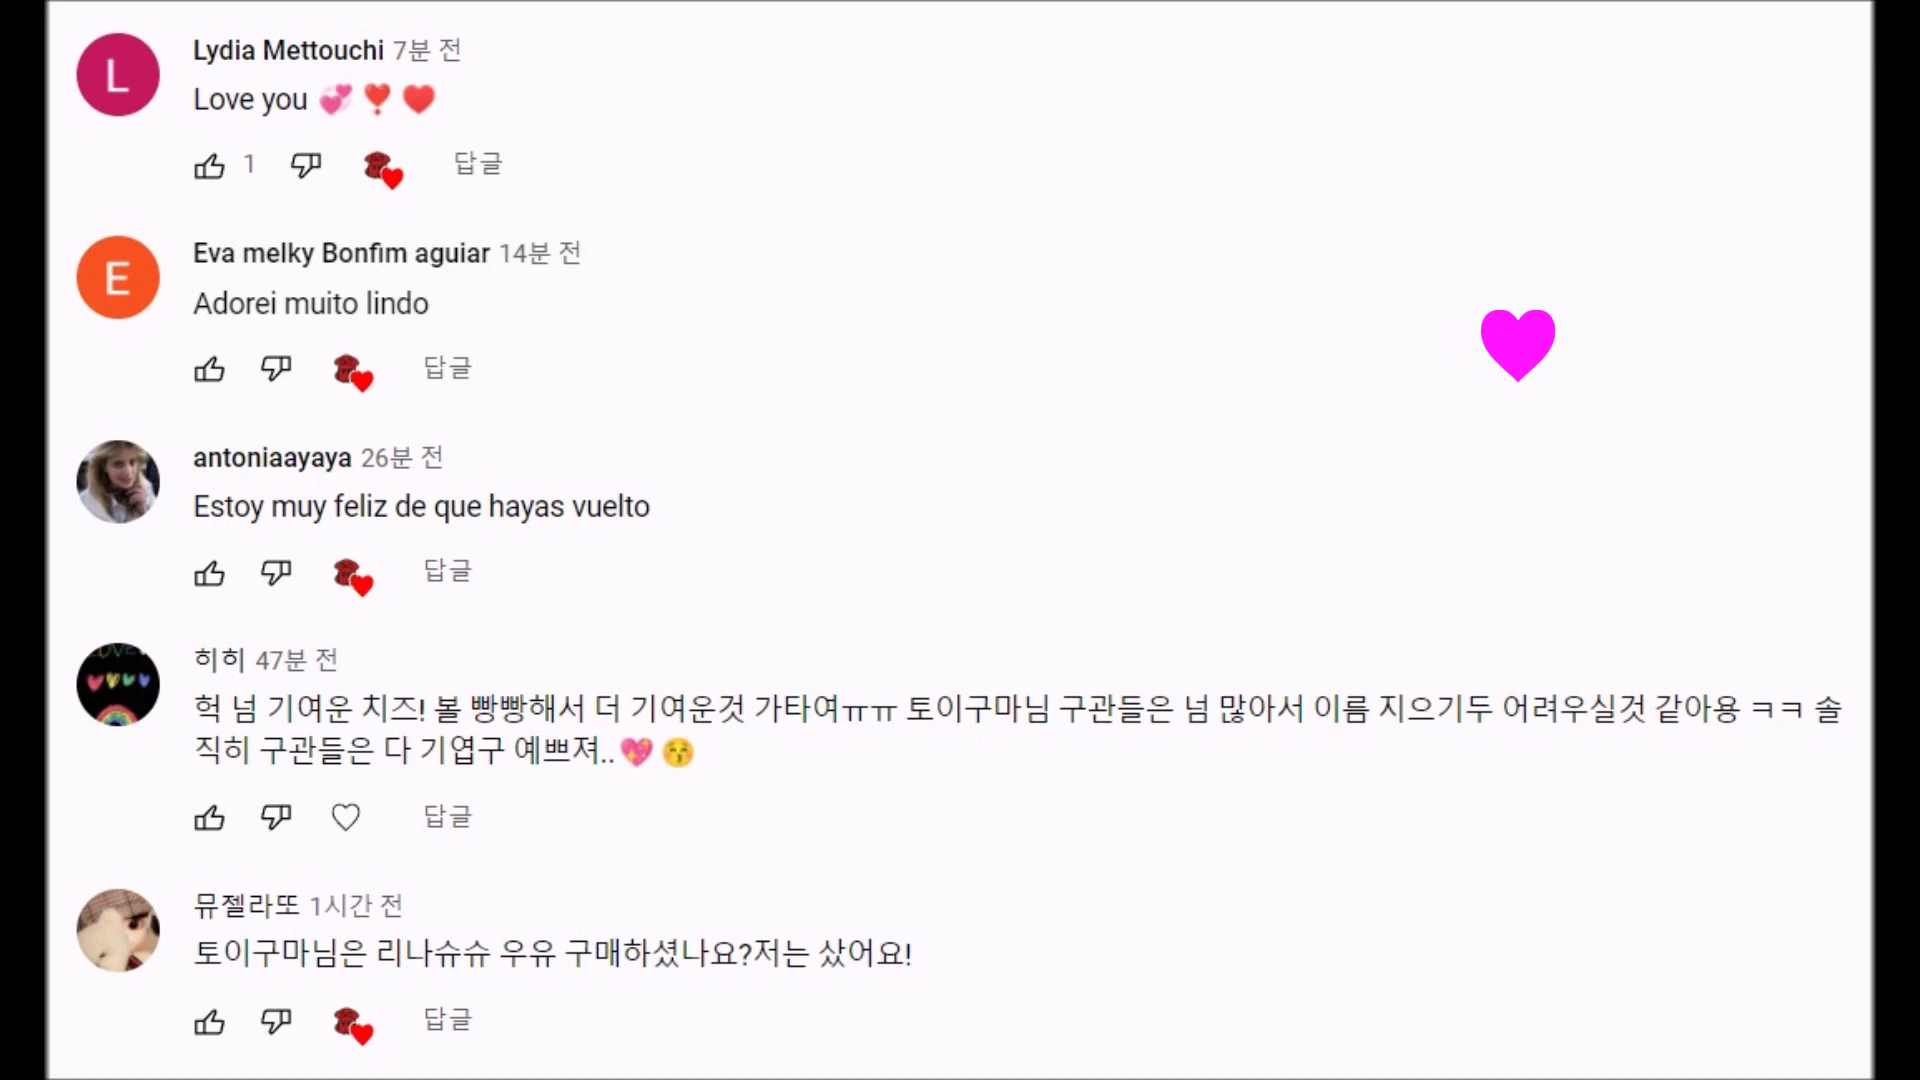 L
Lydia Mettouchi 7분 전
Love you 💞 ❣️ ♥️
1 답글
E
Eva melky Bonfim aguiar 14분 전
Adorei muito lindo
답글
antoniaayaya 26분 전
Estoy muy feliz de que hayas vuelto
답글
히히 47분 전
헉 넘 기여운 치즈! 볼 빵빵해서 더 기여운것 가타여ㅠㅠ 토이구마님 구관들은 넘 많아서 이름 지으기두 어려우실것 같아용 ㅋㅋ 솔
직히 구관들은 다 기엽구 예쁘져..💖 😚
답글
뮤젤라또 1시간 전
토이구마님은 리나슈슈 우유 구매하셨나요?저는 샀어요!
답글